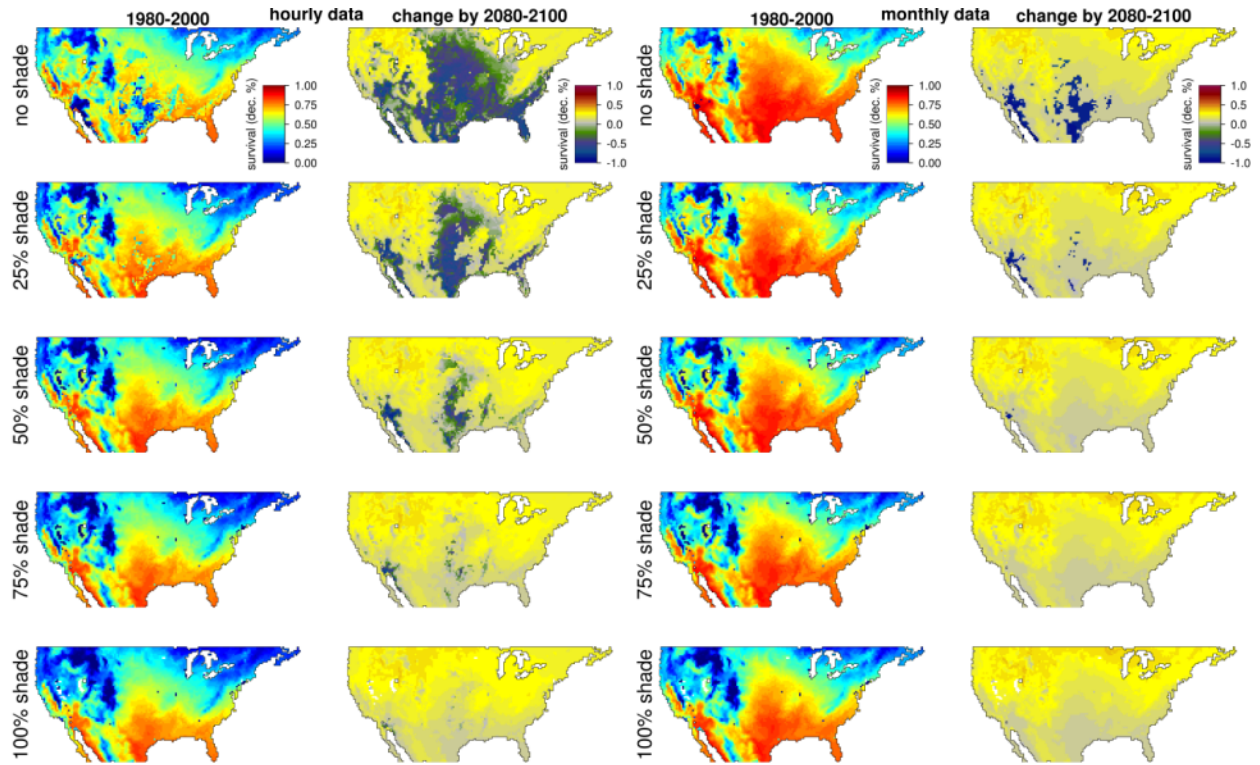 hourly data
monthly data
1980-2000
change by 2080-2100
1980-2000
change by 2080-2100
no shade
survival (dec. %)
1.00
0.75
0.50
0.25
0.00
survival (dec. %)
1.0
0.5
0.0
-0.5
-1.0
no shade
survival (dec. %)
1.00
0.75
0.50
0.25
0.00
survival (dec. %)
1.0
0.5
0.0
-0.5
-1.0
25% shade
25% shade
50% shade
50% shade
75% shade
75% shade
100% shade
100% shade